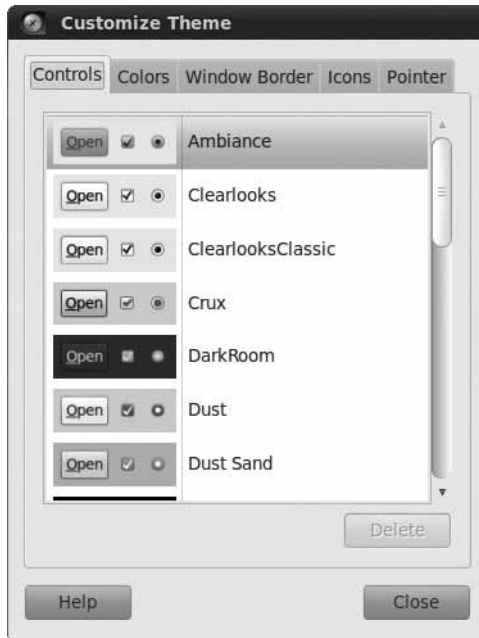 Customize Theme
Controls Colors Window Border Icons Pointer
Open Ambiance
Open Clearlooks
Open ClearlooksClassic
Open Crux
Open DarkRoom
Open Dust
Open Dust Sand
Delete
Help Close